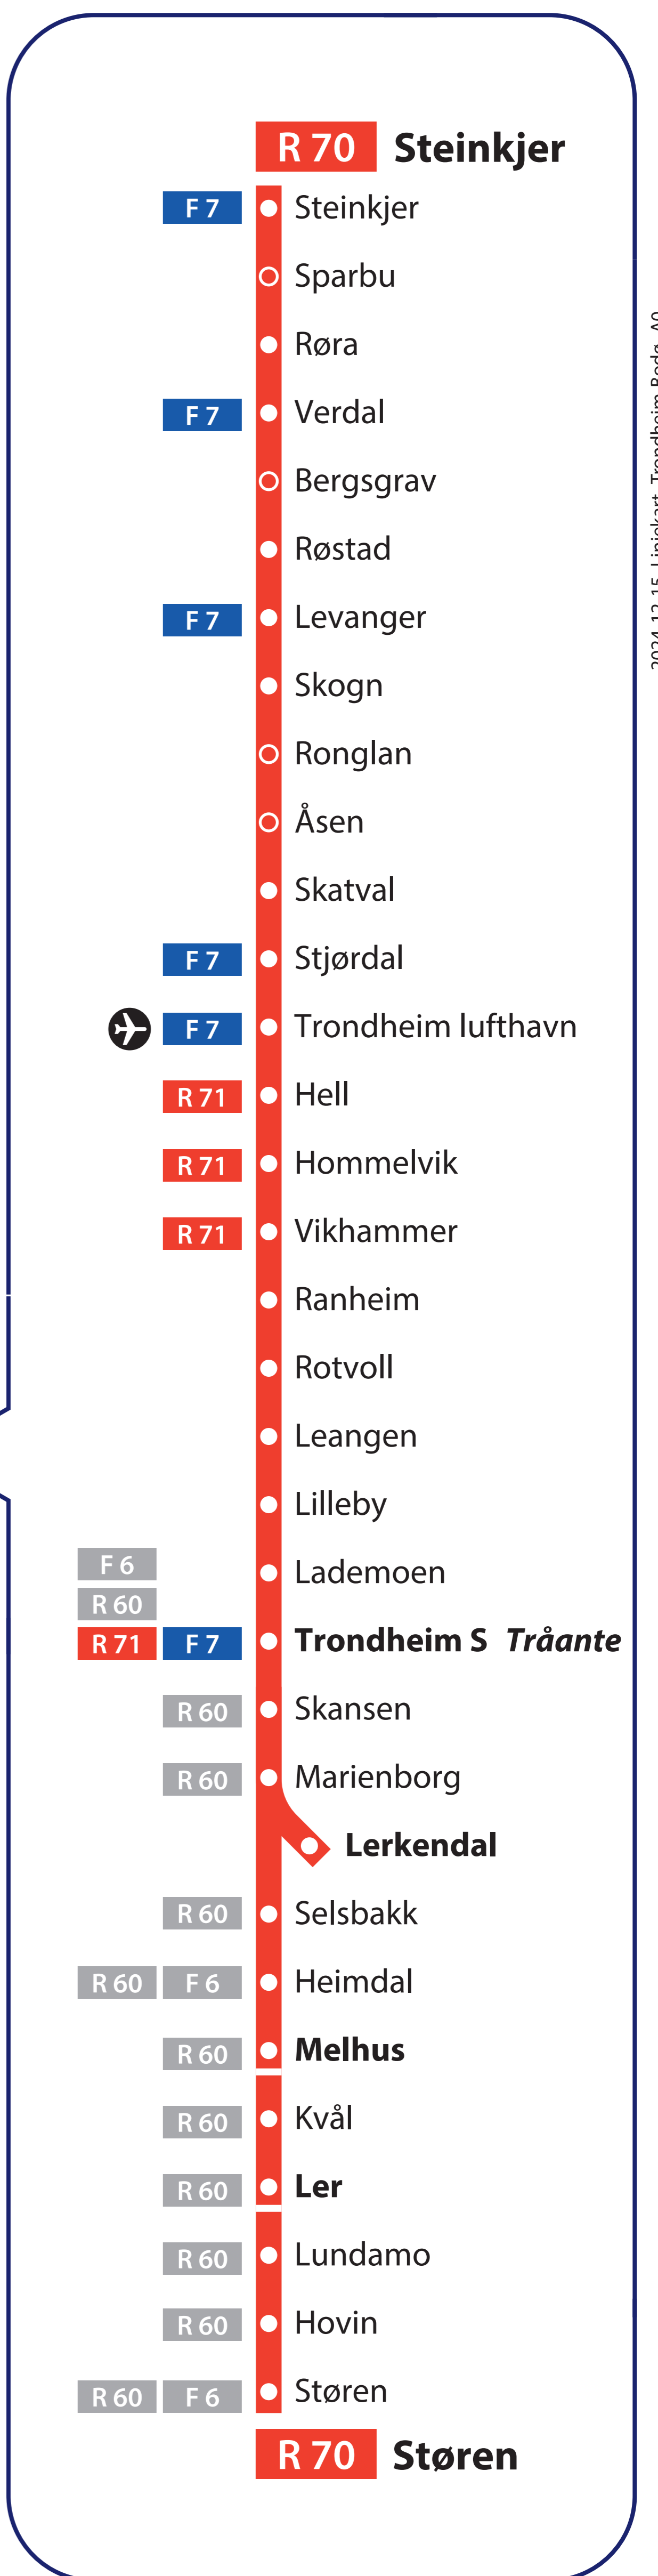 R 70 Steinkjer
F 7 Steinkjer
Sparbu
Røra
F 7 Verdal
Bergsgrav
Røstad
F 7 Levanger
Skogn
Ronglan
Åsen
Skatval
F 7 Stjørdal
F 7 Trondheim lufthavn
R 71 Hell
R 71 Hommelvik
R 71 Vikhammer
Ranheim
Rotvoll
Leangen
Lilleby
F 6 Lademoen
R 60
R 71 F 7 Trondheim S Tråante
R 60 Skansen
R 60 Marienborg
Lerkendal
R 60 Selsbakk
R 60 F 6 Heimdal
R 60 Melhus
R 60 Kvål
R 60 Ler
R 60 Lundamo
R 60 Hovin
R 60 F 6 Støren
R 70 Støren